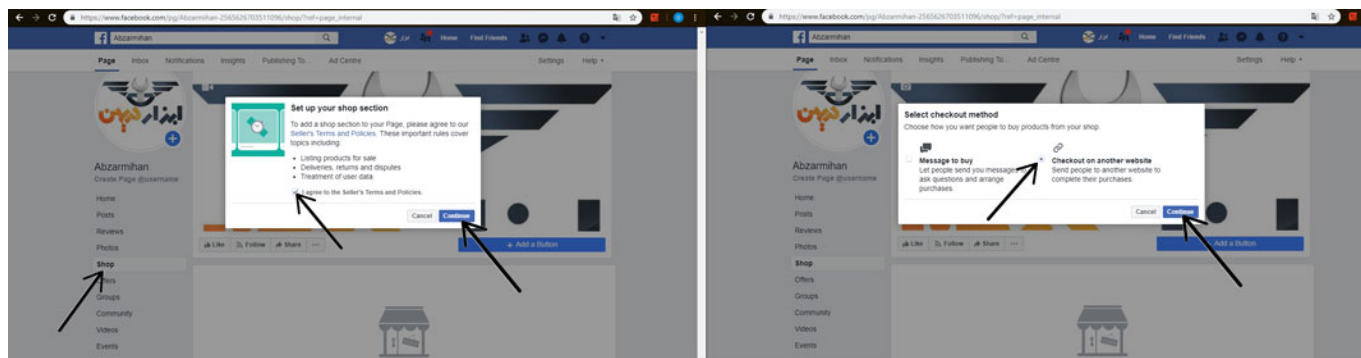 https://www.facebook.com/pg/Abzarmihan-2565626703511096/shop/?ref=page_internal
Abzarmihan
ابزار
Home
Find Friends
Page
Inbox
Notifications
Insights
Publishing To...
Ad Centre
Settings
Help
ابزار میهن
Abzarmihan
Create Page @username
Home
Posts
Reviews
Photos
Shop
Offers
Groups
Community
Videos
Events
Set up your shop section
To add a shop section to your Page, please agree to our
Seller's Terms and Policies. These important rules cover
topics including:
• Listing products for sale
• Deliveries, returns and disputes
• Treatment of user data
I agree to the Seller's Terms and Policies.
Cancel
Continue
Like
Follow
Share
+ Add a Button
https://www.facebook.com/pg/Abzarmihan-2565626703511096/shop/?ref=page_internal
Abzarmihan
ابزار
Home
Find Friends
Page
Inbox
Notifications
Insights
Publishing To...
Ad Centre
Settings
Help
ابزار میهن
Abzarmihan
Create Page @username
Home
Posts
Reviews
Photos
Shop
Offers
Groups
Community
Videos
Events
Select checkout method
Choose how you want people to buy products from your shop.
Message to buy
Let people send you messages to
ask questions and arrange
purchases.
Checkout on another website
Send people to another website to
complete their purchases.
Cancel
Continue
Like
Follow
Share
Add a Button